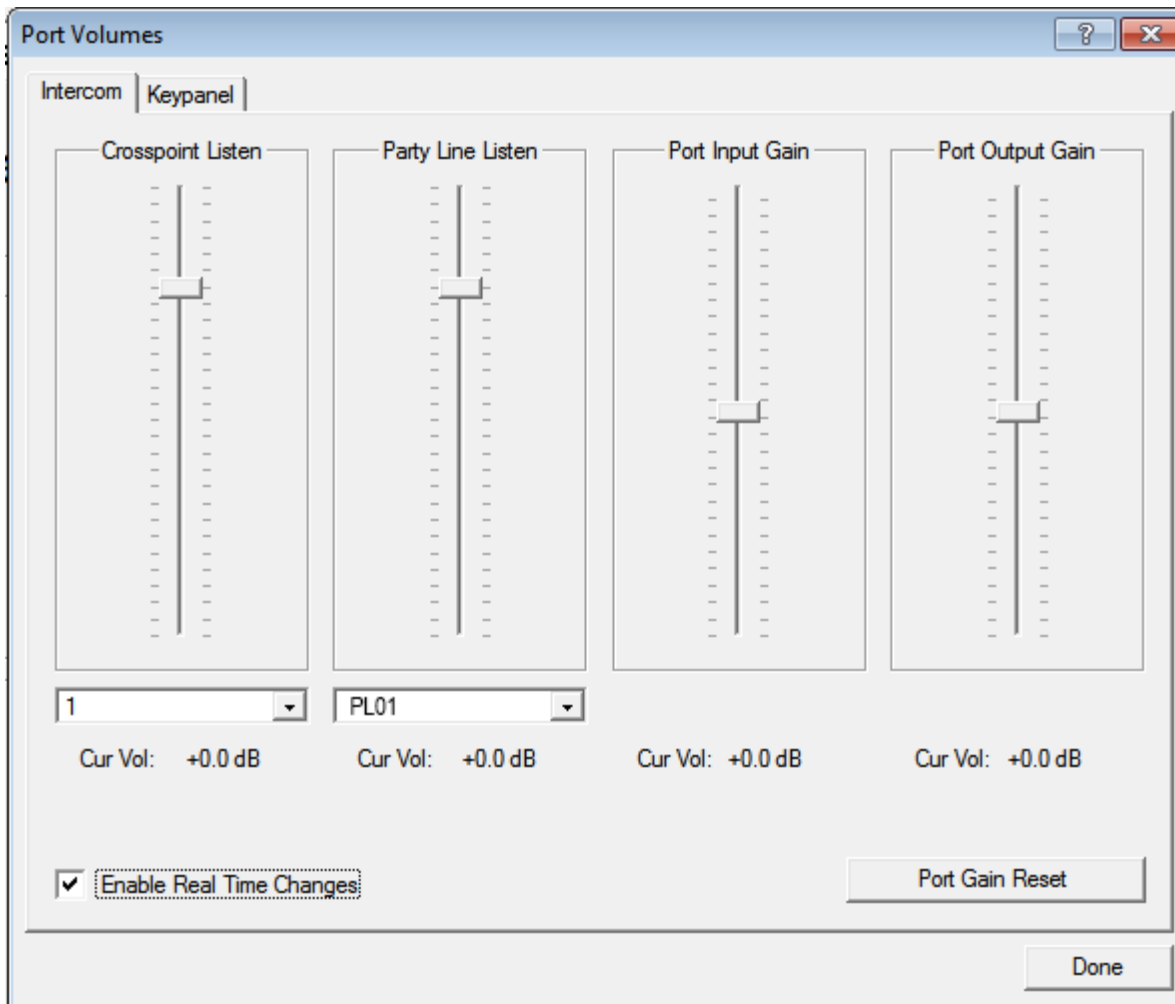 Port Volumes
Intercom Keypanel
Crosspoint Listen Party Line Listen Port Input Gain Port Output Gain
1 PL01
Cur Vol: +0.0 dB Cur Vol: +0.0 dB Cur Vol: +0.0 dB Cur Vol: +0.0 dB
Enable Real Time Changes Port Gain Reset
Done